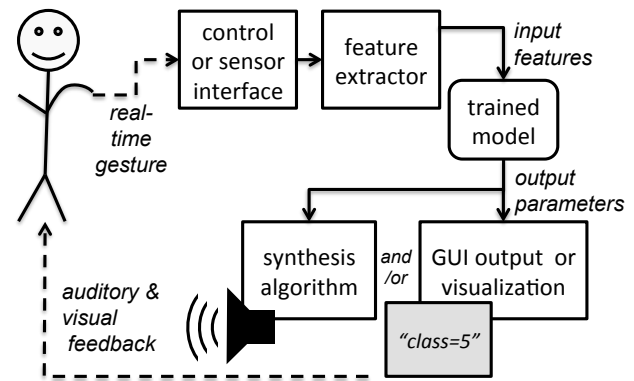 control
or sensor
interface
feature
extractor
input
features
real-
time
gesture
trained
model
output
parameters
synthesis
algorithm
and
/or
GUI output or
visualization
auditory &
visual
feedback
“class=5”